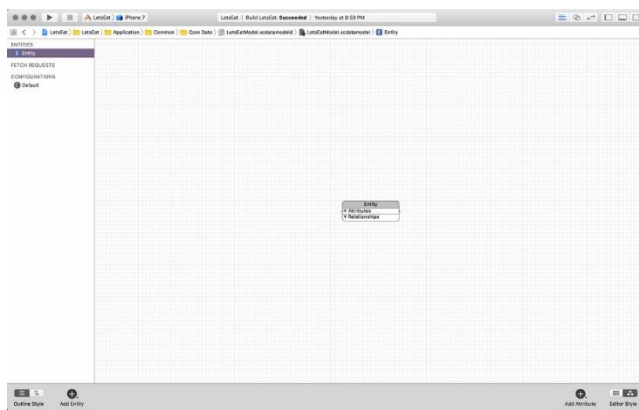 LetsEat
iPhone 7
LetsEat | Build LetsEat: Succeeded | Yesterday at 8:59 PM
LetsEat
LetsEat
Application
Common
Core Data
LetsEatModel.xcdatamodeld
LetsEatModel.xcdatamodel
E Entity
ENTITIES
E Entity
FETCH REQUESTS
CONFIGURATIONS
C Default
Entity
Attributes
Relationships
Outline Style
Add Entity
Add Attribute
Editor Style